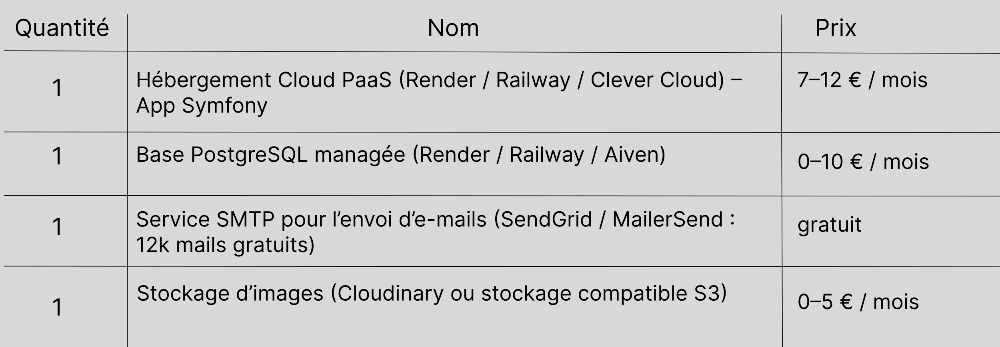 Quantité Nom Prix
1 Hébergement Cloud PaaS (Render / Railway / Clever Cloud) – 7–12 € / mois
App Symfony
1 Base PostgreSQL managée (Render / Railway / Aiven) 0–10 € / mois
1 Service SMTP pour l’envoi d’e-mails (SendGrid / MailerSend : gratuit
12k mails gratuits)
1 Stockage d’images (Cloudinary ou stockage compatible S3) 0–5 € / mois